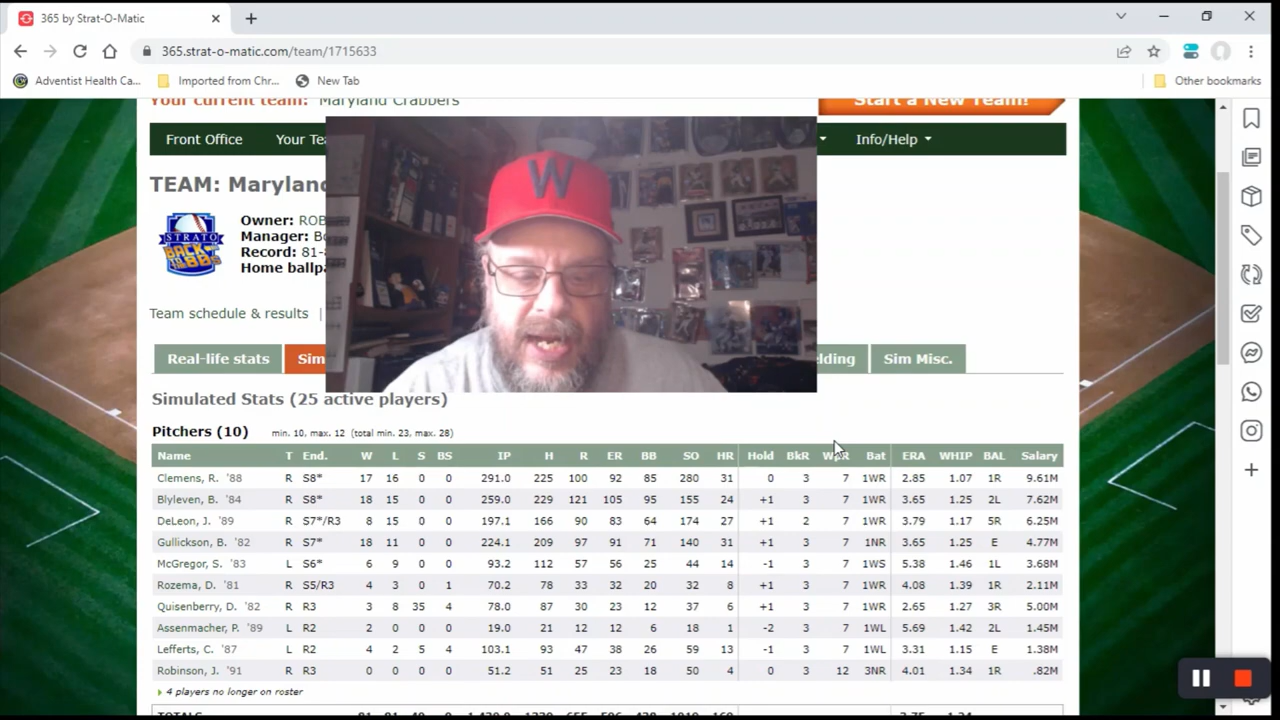 365 by Strat-O-Matic
365.strat-o-matic.com/team/1715633
Adventist Health Ca... Imported from Chr... New Tab Other bookmarks
Your current team: Maryland Crabbers Start a New Team!
Front Office Your Te Info/Help
TEAM: Maryland
STRATO BACK TO THE 80s
Owner: ROB
Manager: Bo
Record: 81-
Home ballpa
W
Team schedule & results |
Real-life stats Sim lding Sim Misc.
Simulated Stats (25 active players)
Pitchers (10) min. 10, max. 12 (total min. 23, max. 28)
Name T End. W L S BS IP H R ER BB SO HR Hold BkR WpR Bat ERA WHIP BAL Salary
Clemens, R. '88 R S8* 17 16 0 0 291.0 225 100 92 85 280 31 0 3 7 1WR 2.85 1.07 1R 9.61M
Blyleven, B. '84 R S8* 18 15 0 0 259.0 229 121 105 95 155 24 +1 3 7 1WR 3.65 1.25 2L 7.62M
DeLeon, J. '89 R S7*/R3 8 15 0 0 197.1 166 90 83 64 174 27 +1 2 7 1WR 3.79 1.17 5R 6.25M
Gullickson, B. '82 R S7* 18 11 0 0 224.1 209 97 91 71 140 31 +1 3 7 1NR 3.65 1.25 E 4.77M
McGregor, S. '83 L S6* 6 9 0 0 93.2 112 57 56 25 44 14 -1 3 7 1WS 5.38 1.46 1L 3.68M
Rozema, D. '81 R S5/R3 4 3 0 1 70.2 78 33 32 20 32 8 +1 3 7 1WR 4.08 1.39 1R 2.11M
Quisenberry, D. '82 R R3 3 8 35 4 78.0 87 30 23 12 37 6 +1 3 7 1WR 2.65 1.27 3R 5.00M
Assenmacher, P. '89 L R2 2 0 0 0 19.0 21 12 12 6 18 1 -2 3 7 1WL 5.69 1.42 2L 1.45M
Lefferts, C. '87 L R2 4 2 5 4 103.1 93 47 38 26 59 13 -1 3 7 1WL 3.31 1.15 E 1.38M
Robinson, J. '91 R R3 0 0 0 0 51.2 51 25 23 18 50 4 0 3 12 3NR 4.01 1.34 1R .82M
4 players no longer on roster